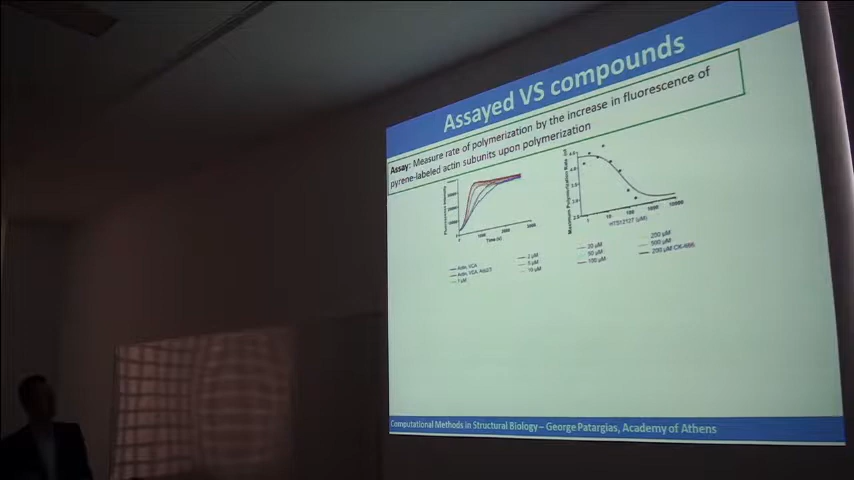 Assayed VS compounds
Assay: Measure rate of polymerization by the increase in fluorescence of
pyrene-labeled actin subunits upon polymerization
Time (s)
Actin, VCA
Actin, VCA, Arp2/3
1 µM
2 µM
5 µM
10 µM
Maximum Polymerization Rate
(µM)
20 µM
50 µM
100 µM
200 µM
500 µM
200 µM CK-666
Computational Methods in Structural Biology – George Patargias, Academy of Athens